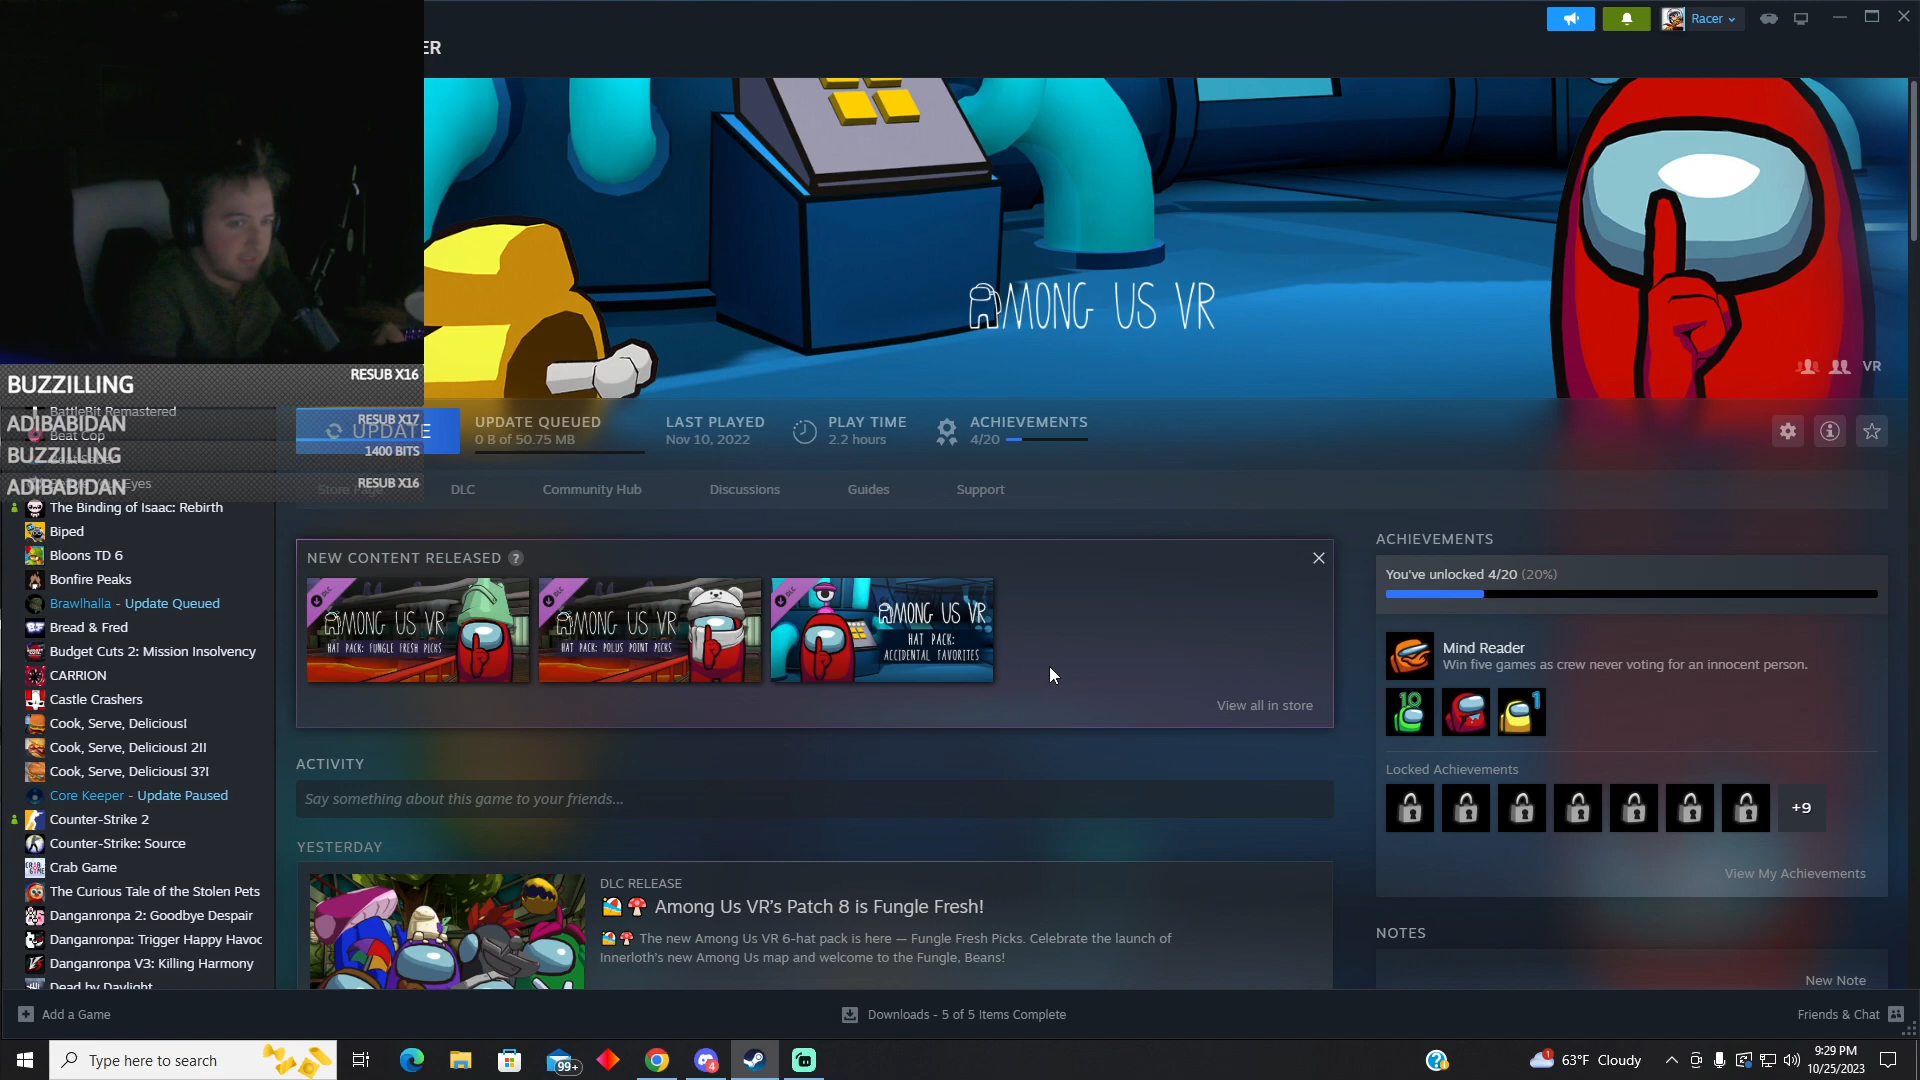 ER
Racer
AMONG US VR
VR
BUZZILLING RESUB X16
BattleBit Remastered
ADIBABIDAN RESUB X17
Beat Cop
BUZZILLING 1400 BITS
ADIBABIDAN RESUB X16
Eyes
UPDATE
UPDATE QUEUED
0 B of 50.75 MB
LAST PLAYED
Nov 10, 2022
PLAY TIME
2.2 hours
ACHIEVEMENTS
4/20
Store Page
DLC
Community Hub
Discussions
Guides
Support
The Binding of Isaac: Rebirth
Biped
Bloons TD 6
Bonfire Peaks
Brawlhalla - Update Queued
Bread & Fred
Budget Cuts 2: Mission Insolvency
CARRION
Castle Crashers
Cook, Serve, Delicious!
Cook, Serve, Delicious! 2!!
Cook, Serve, Delicious! 3?!
Core Keeper - Update Paused
Counter-Strike 2
Counter-Strike: Source
Crab Game
The Curious Tale of the Stolen Pets
Danganronpa 2: Goodbye Despair
Danganronpa: Trigger Happy Havoc
Danganronpa V3: Killing Harmony
Dead by Daylight
NEW CONTENT RELEASED ?
AMONG US VR
HAT PACK: FUNGLE FRESH PICKS
AMONG US VR
HAT PACK: POLUS POINT PICKS
AMONG US VR
HAT PACK:
ACCIDENTAL FAVORITES
View all in store
ACTIVITY
Say something about this game to your friends...
YESTERDAY
DLC RELEASE
Among Us VR's Patch 8 is Fungle Fresh!
The new Among Us VR 6-hat pack is here — Fungle Fresh Picks. Celebrate the launch of
Innerloth's new Among Us map and welcome to the Fungle, Beans!
ACHIEVEMENTS
You've unlocked 4/20 (20%)
Mind Reader
Win five games as crew never voting for an innocent person.
10
1
Locked Achievements
+9
View My Achievements
NOTES
New Note
Add a Game
Downloads - 5 of 5 Items Complete
Friends & Chat
Type here to search
99+
4
1
63°F Cloudy
9:29 PM
10/25/2023